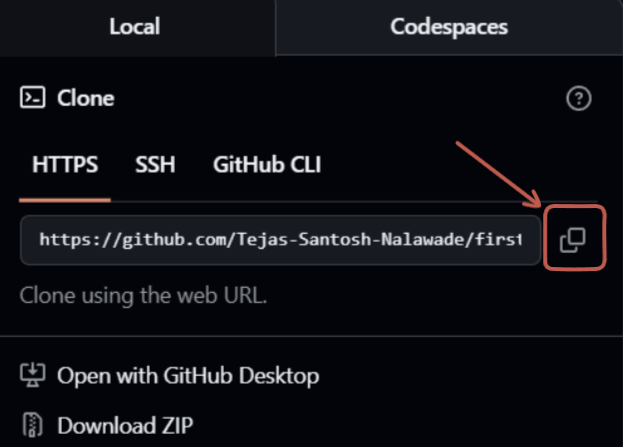 Local Codespaces
Clone
HTTPS SSH GitHub CLI
https://github.com/Tejas-Santosh-Nalawade/first
Clone using the web URL.
Open with GitHub Desktop
Download ZIP